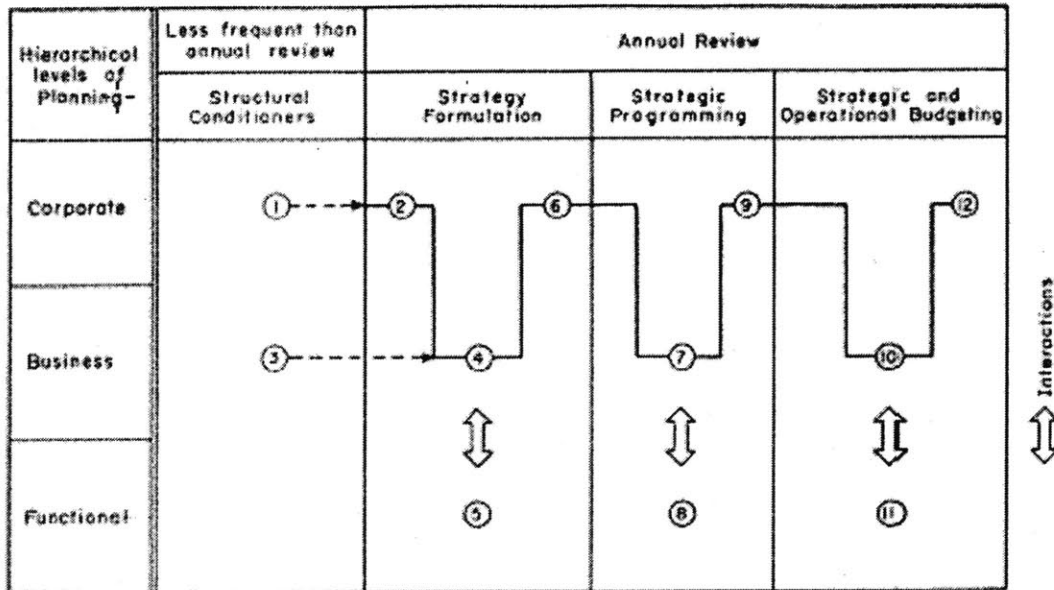 Hierarchical
levels of
Planning-
Less frequent than
annual review
Annual Review
Structural
Conditioners
Strategy
Formulation
Strategic
Programming
Strategic and
Operational Budgeting
Corporate
1
2
6
9
12
Business
3
4
7
10
Functional
5
8
11
Interactions